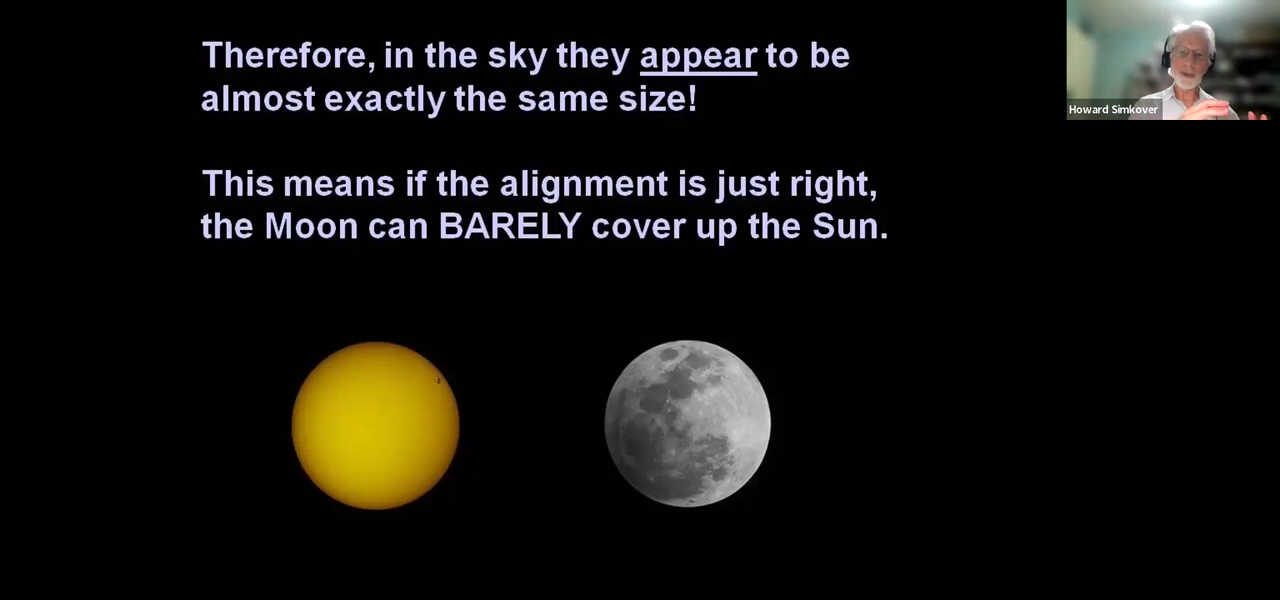 Therefore, in the sky they appear to be
almost exactly the same size!
This means if the alignment is just right,
the Moon can BARELY cover up the Sun.
Howard Simkover